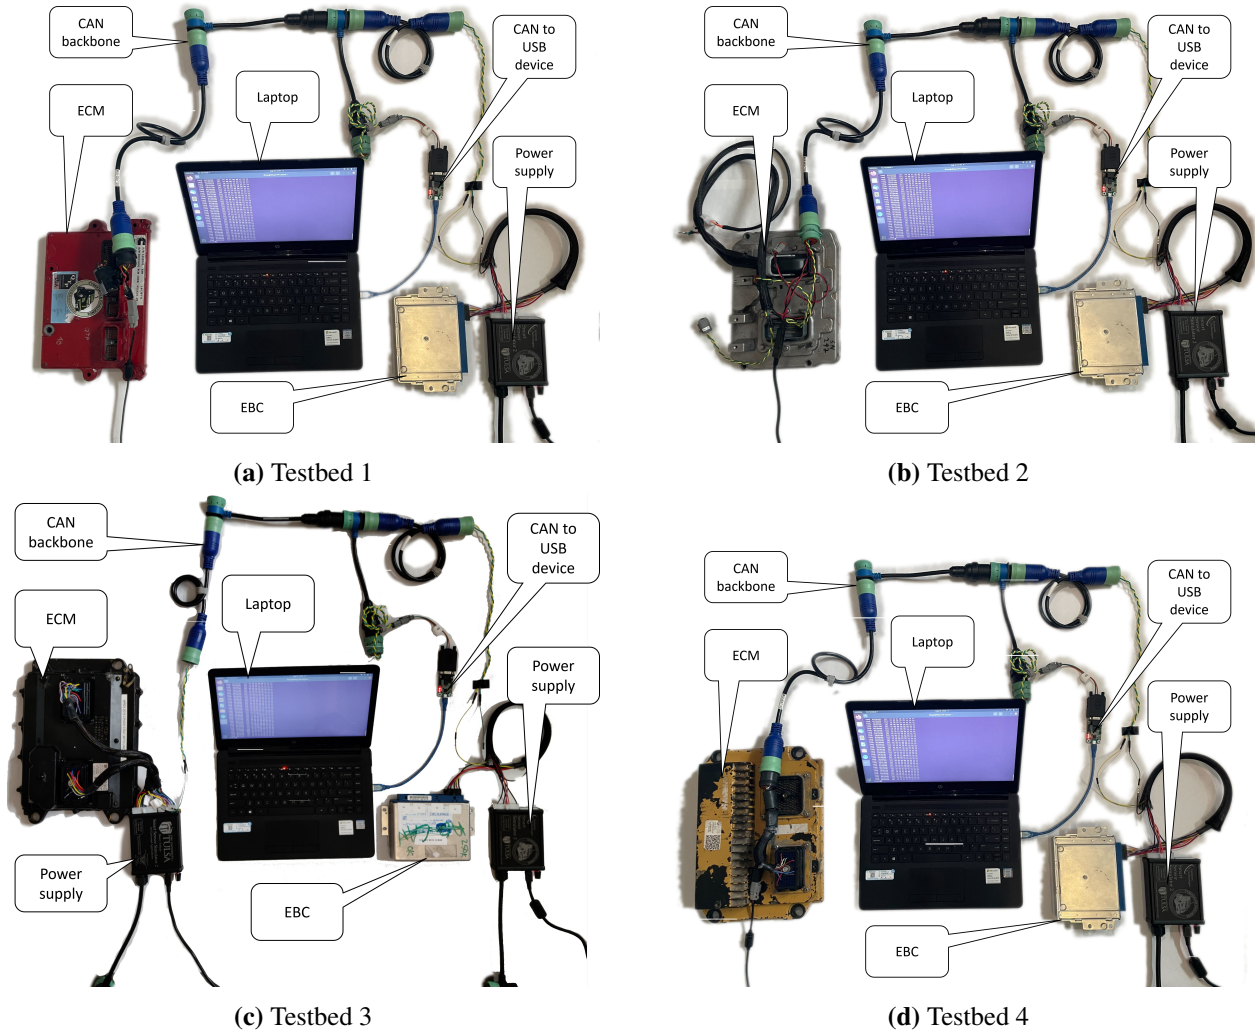 CAN
backbone
ECM
Laptop
CAN to
USB
device
Power
supply
EBC
(a) Testbed 1
CAN
backbone
ECM
Laptop
CAN to
USB
device
Power
supply
EBC
(b) Testbed 2
CAN
backbone
ECM
Laptop
CAN to
USB
device
Power
supply
Power
supply
TULSA
EBC
(c) Testbed 3
CAN
backbone
ECM
Laptop
CAN to
USB
device
Power
supply
EBC
(d) Testbed 4